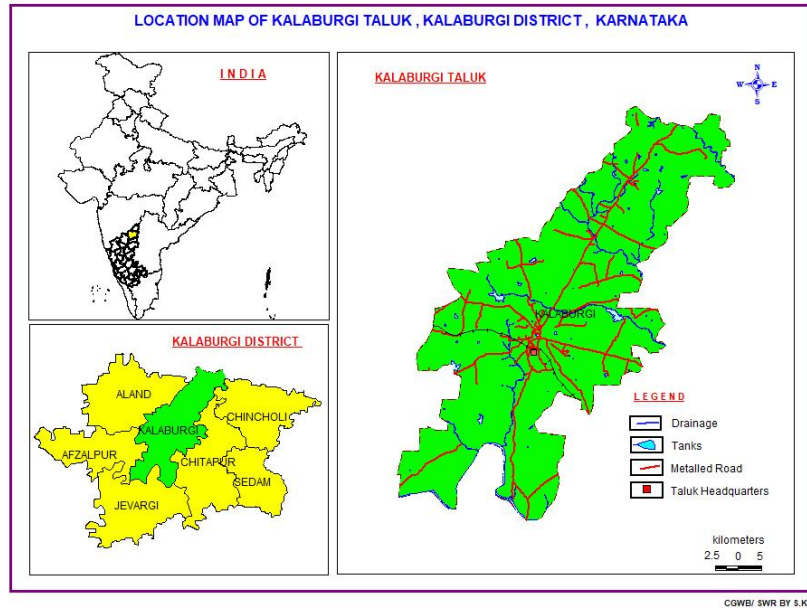 LOCATION MAP OF KALABURGI TALUK , KALABURGI DISTRICT , KARNATAKA
I N D I A
KALABURGI TALUK
N
W E
S
KALABURGI
KALABURGI DISTRICT
ALAND
CHINCHOLI
KALABURGI
AFZALPUR
CHITAPUR
SEDAM
JEVARGI
L E G E N D
Drainage
Tanks
Metalled Road
Taluk Headquarters
kilometers
2.5 0 5
CGWB/ SWR BY S.K